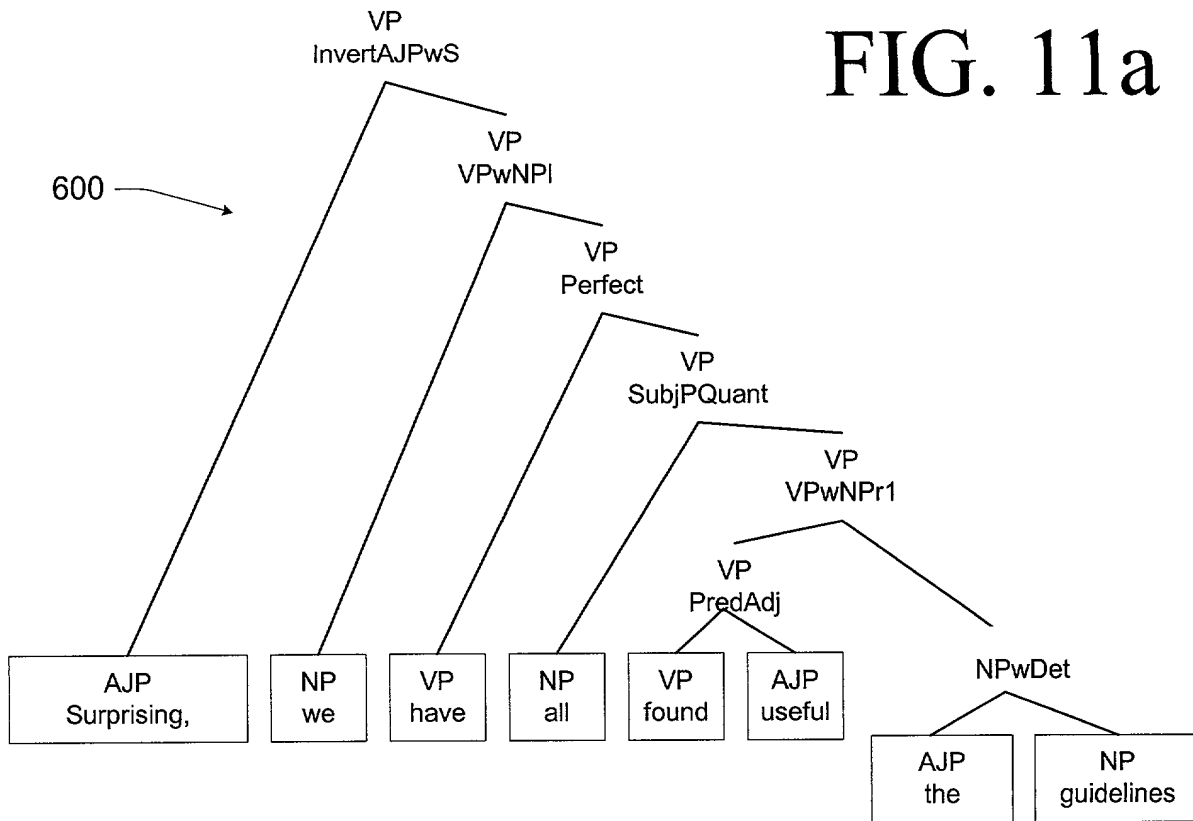 FIG. 11a
VP
InvertAJPwS
VP
VPwNPl
600
VP
Perfect
VP
SubjPQuant
VP
VPwNPr1
VP
PredAdj
NPwDet
AJP
Surprising,
NP
we
VP
have
NP
all
VP
found
AJP
useful
AJP
the
NP
guidelines